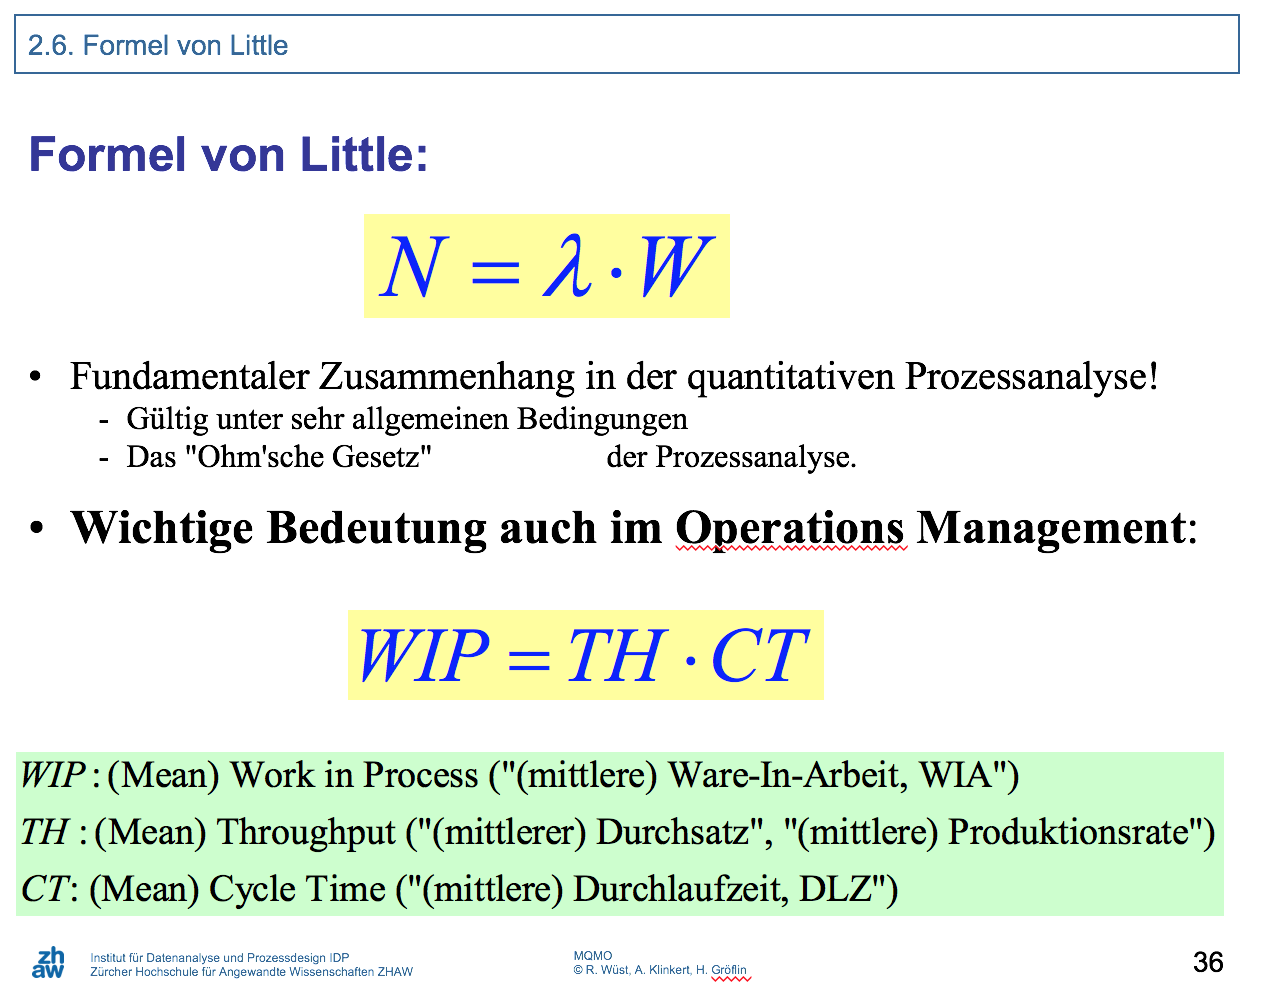 2.6. Formel von Little
Formel von Little:
N = λ · W
• Fundamentaler Zusammenhang in der quantitativen Prozessanalyse!
- Gültig unter sehr allgemeinen Bedingungen
- Das "Ohm'sche Gesetz" der Prozessanalyse.
• Wichtige Bedeutung auch im Operations Management:
WIP = TH · CT
WIP : (Mean) Work in Process ("(mittlere) Ware-In-Arbeit, WIA")
TH : (Mean) Throughput ("(mittlerer) Durchsatz", "(mittlere) Produktionsrate")
CT: (Mean) Cycle Time ("(mittlere) Durchlaufzeit, DLZ")
zh
aw
Institut für Datenanalyse und Prozessdesign IDP
Zürcher Hochschule für Angewandte Wissenschaften ZHAW
MQMO
© R. Wüst, A. Klinkert, H. Gröflin
36